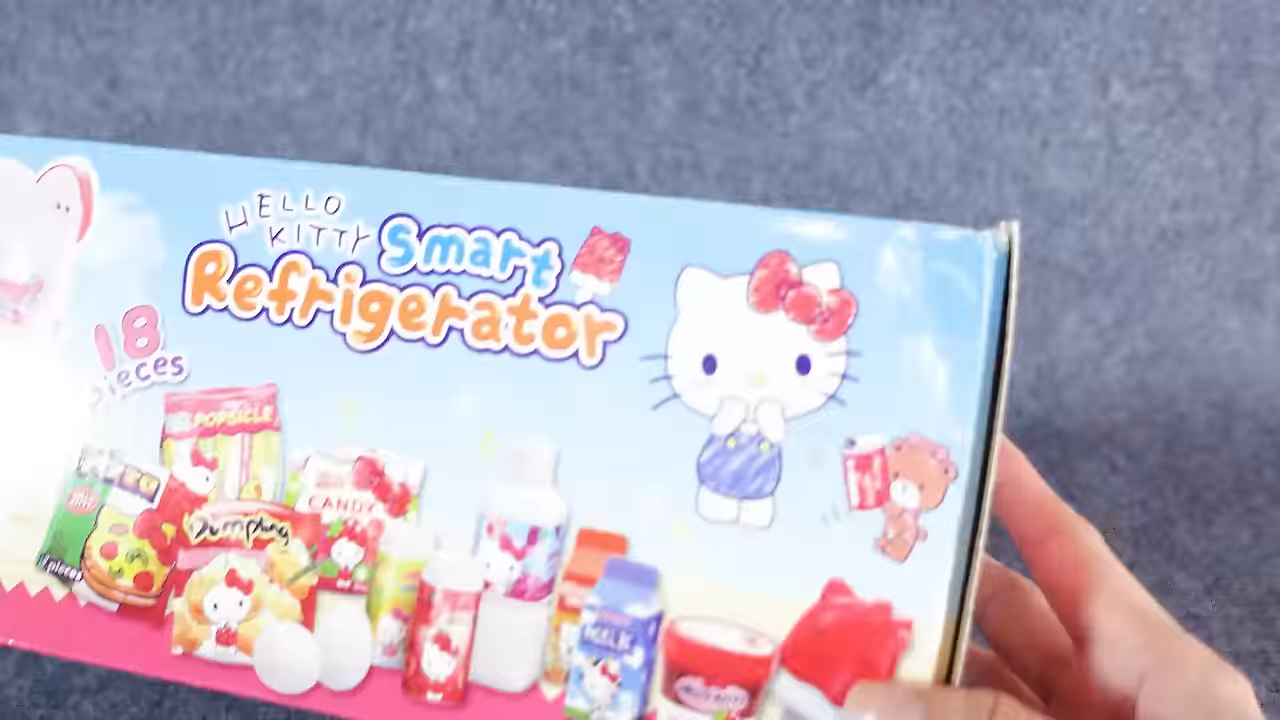 HELLO
KITTY
Smart
Refrigerator
18
pieces
POPSICLE
CANDY
Dumpling
MILK